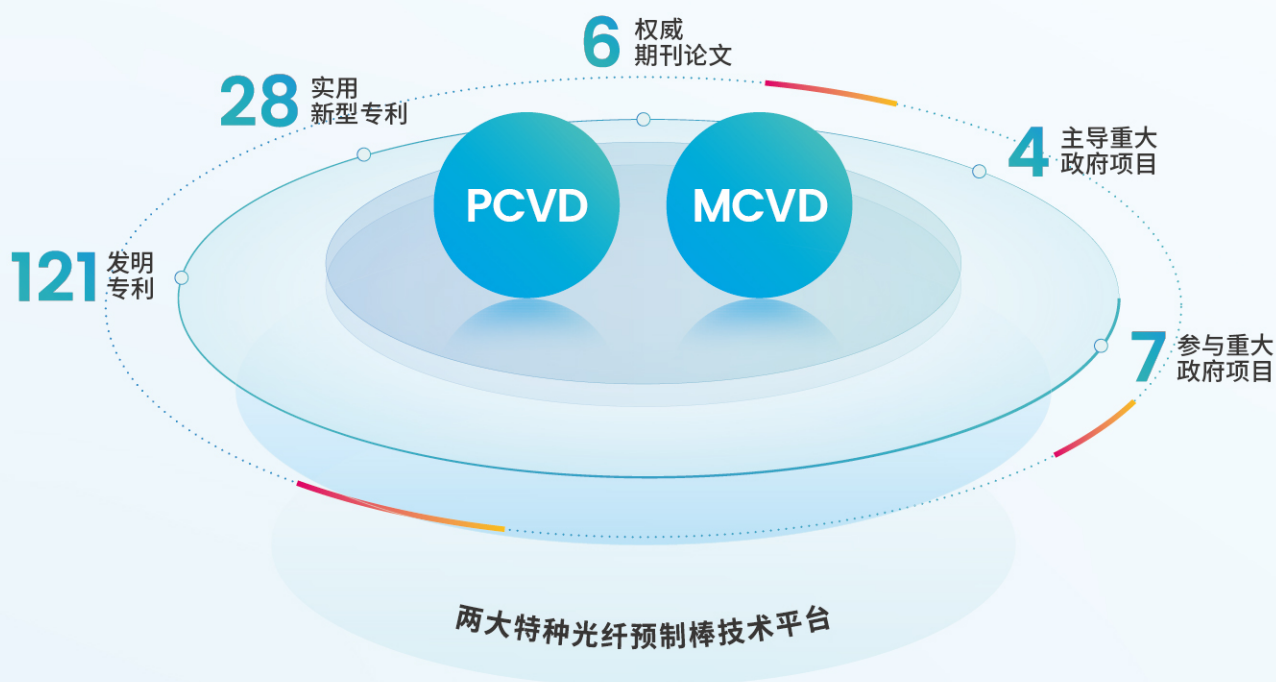 6
权威
期刊论文
28
实用
新型专利
4
主导重大
政府项目
PCVD
MCVD
121
发明
专利
7
参与重大
政府项目
两大特种光纤预制棒技术平台